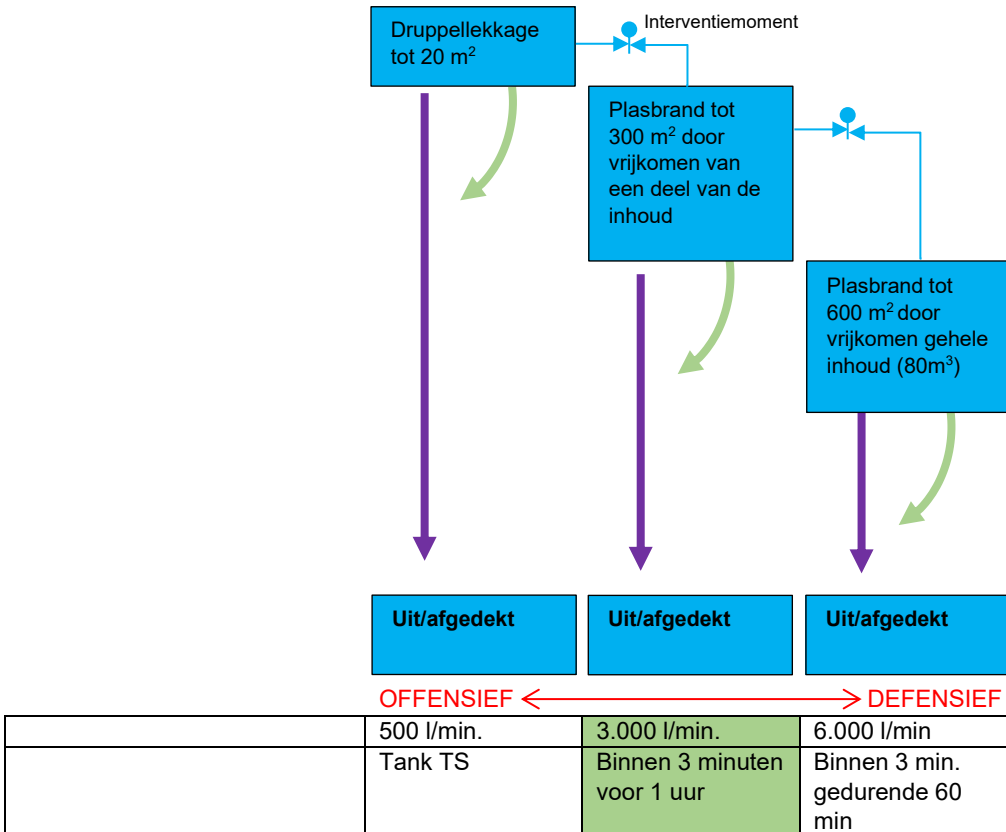 Druppellekkage
tot 20 m²
Interventiemoment
Plasbrand tot
300 m² door
vrijkomen van
een deel van de
inhoud
Plasbrand tot
600 m² door
vrijkomen gehele
inhoud (80m³)
Uit/afgedekt
Uit/afgedekt
Uit/afgedekt
OFFENSIEF
DEFENSIEF
500 l/min.
3.000 l/min.
6.000 l/min
Tank TS
Binnen 3 minuten
voor 1 uur
Binnen 3 min.
gedurende 60
min